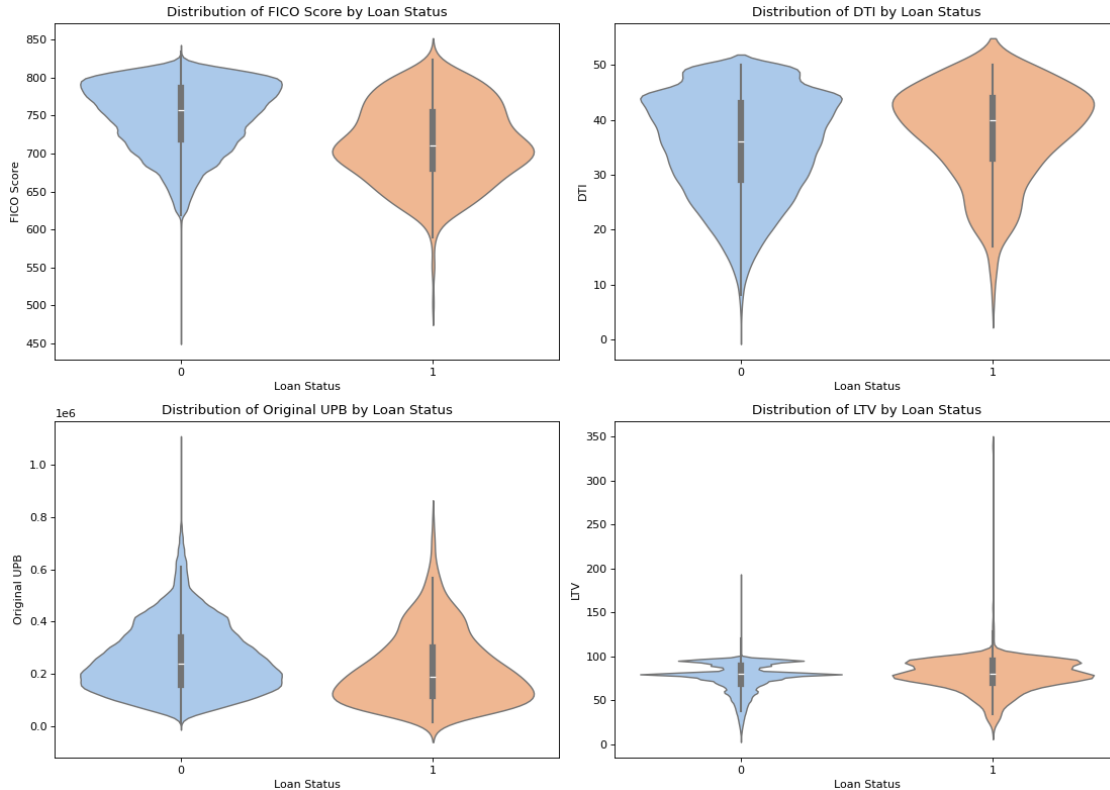 Distribution of FICO Score by Loan Status
850
800
750
700
650
600
550
500
450
FICO Score
0
1
Loan Status
Distribution of DTI by Loan Status
50
40
30
20
10
0
DTI
0
1
Loan Status
Distribution of Original UPB by Loan Status
1e6
1.0
0.8
0.6
0.4
0.2
0.0
Original UPB
0
1
Loan Status
Distribution of LTV by Loan Status
350
300
250
200
150
100
50
0
LTV
0
1
Loan Status